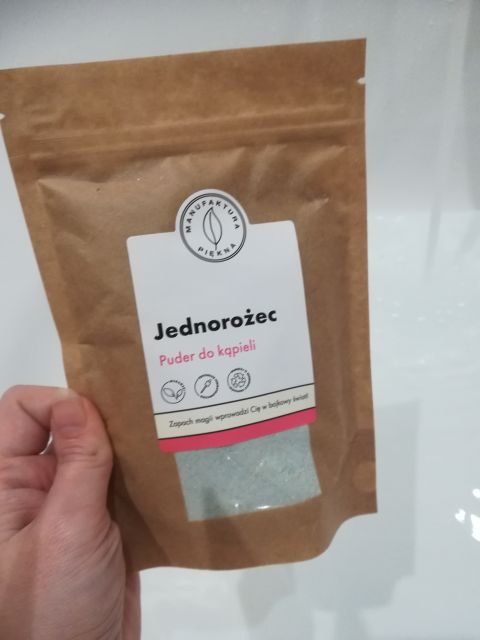 MANUFAKTURA
PIĘKNA
Jednorożec
Puder do kąpieli
Zapach magii wprowadzi Cię w bajkowy świat!